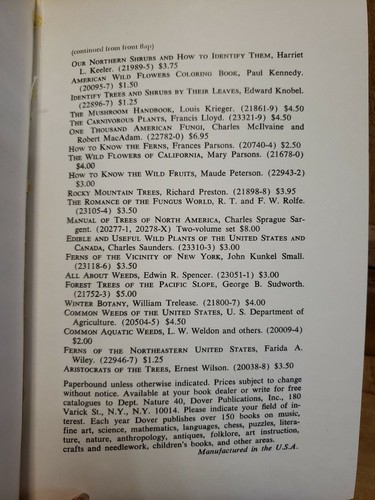 (continued from front flap)
OUR NORTHERN SHRUBS AND HOW TO IDENTIFY THEM, Harriet
L. Keeler. (21989-5) $3.75
AMERICAN WILD FLOWERS COLORING BOOK, Paul Kennedy.
(20095-7) $1.50
IDENTIFY TREES AND SHRUBS BY THEIR LEAVES, Edward Knobel.
(22896-7) $1.25
THE MUSHROOM HANDBOOK, Louis Krieger. (21861-9) $4.50
THE CARNIVOROUS PLANTS, Francis Lloyd. (23321-9) $4.50
ONE THOUSAND AMERICAN FUNGI, Charles McIlvaine and
Robert MacAdam. (22782-0) $6.95
HOW TO KNOW THE FERNS, Frances Parsons. (20740-4) $2.50
THE WILD FLOWERS OF CALIFORNIA, Mary Parsons. (21678-0)
$4.00
HOW TO KNOW THE WILD FRUITS, Maude Peterson. (22943-2)
$3.00
ROCKY MOUNTAIN TREES, Richard Preston. (21898-8) $3.95
THE ROMANCE OF THE FUNGUS WORLD, R. T. and F. W. Rolfe.
(23105-4) $3.50
MANUAL OF TREES OF NORTH AMERICA, Charles Sprague Sar-
gent. (20277-1, 20278-X) Two-volume set $8.00
EDIBLE AND USEFUL WILD PLANTS OF THE UNITED STATES AND
CANADA, Charles Saunders. (23310-3) $3.00
FERNS OF THE VICINITY OF NEW YORK, John Kunkel Small.
(23118-6) $3.50
ALL ABOUT WEEDS, Edwin R. Spencer. (23051-1) $3.00
FOREST TREES OF THE PACIFIC SLOPE, George B. Sudworth.
(21752-3) $5.00
WINTER BOTANY, William Trelease. (21800-7) $4.00
COMMON WEEDS OF THE UNITED STATES, U. S. Department of
Agriculture. (20504-5) $4.50
COMMON AQUATIC WEEDS, L. W. Weldon and others. (20009-4)
$2.00
FERNS OF THE NORTHEASTERN UNITED STATES, Farida A.
Wiley. (22946-7) $1.25
ARISTOCRATS OF THE TREES, Ernest Wilson. (20038-8) $3.50
Paperbound unless otherwise indicated. Prices subject to change
without notice. Available at your book dealer or write for free
catalogues to Dept. Nature 40, Dover Publications, Inc., 180
Varick St., N.Y., N.Y. 10014. Please indicate your field of in-
terest. Each year Dover publishes over 150 books on music,
fine art, science, mathematics, languages, chess, puzzles, litera-
ture, nature, anthropology, antiques, folklore, art instruction,
crafts and needlework, children's books, and other areas.
Manufactured in the U.S.A.